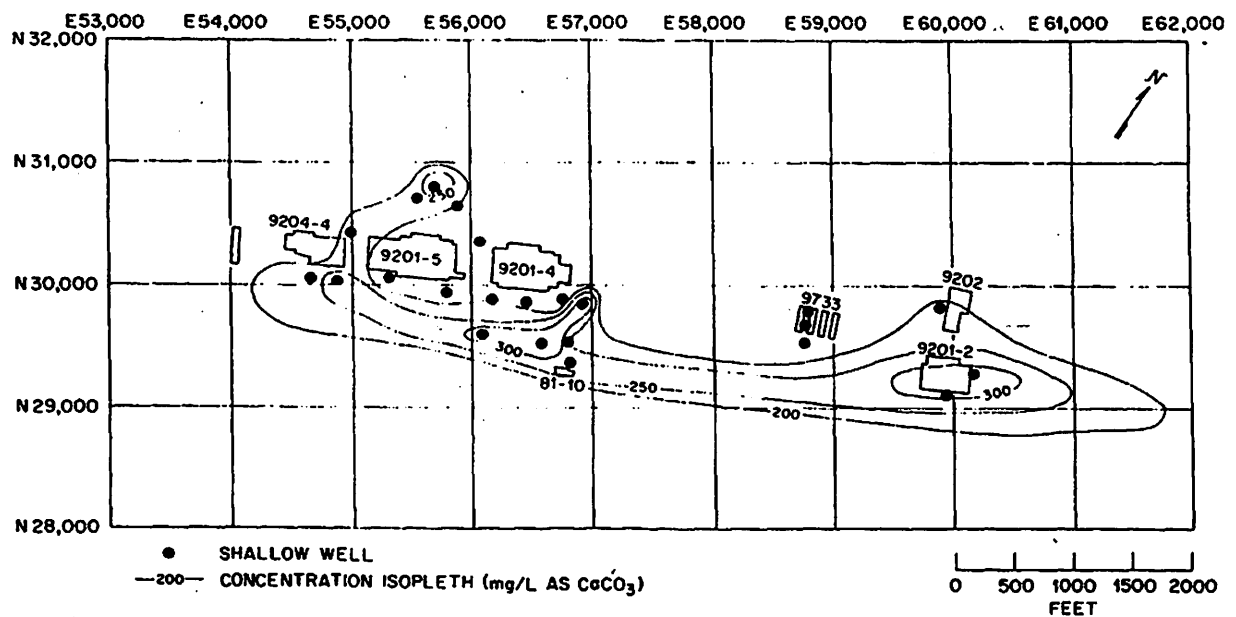 E53,000 E54,000 E55,000 E56,000 E57,000 E58,000 E59,000 E60,000 E61,000 E62,000
N 32,000
N
N 31,000
250
9204-4
9201-5
9201-4
N 30,000
9202
9733
9201-2
300
81-10
250
300
N 29,000
200
N 28,000
SHALLOW WELL
200 CONCENTRATION ISOPLETH (mg/L AS CaCO3)
0 500 1000 1500 2000
FEET